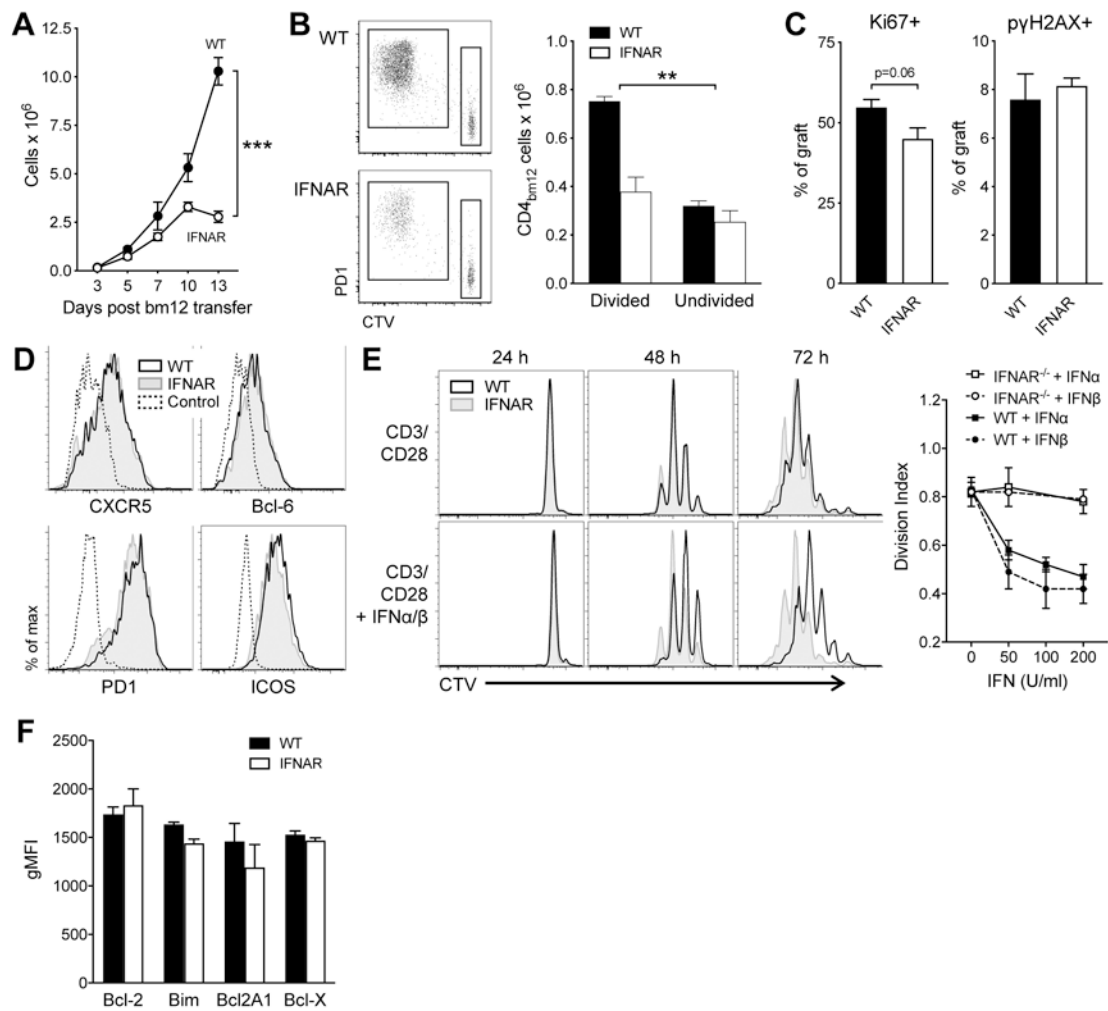 A
12.5
10.0
7.5
5.0
2.5
0.0
Cells x 10⁶
WT
***
IFNAR
3 5 7 10 13
Days post bm12 transfer
B
WT
IFNAR
PD1
CTV
WT
IFNAR
**
1.0
0.8
0.6
0.4
0.2
0
CD4bm12 cells x 10⁶
Divided Undivided
C
Ki67+
75
50
25
0
% of graft
p=0.06
WT
IFNAR
pγH2AX+
10
8
6
4
2
0
% of graft
WT
IFNAR
D
WT
IFNAR
Control
CXCR5 Bcl-6
% of max
PD1 ICOS
E
24 h 48 h 72 h
WT
IFNAR
CD3/
CD28
CD3/
CD28
+ IFNα/β
CTV
IFNAR⁻/⁻ + IFNα
IFNAR⁻/⁻ + IFNβ
WT + IFNα
WT + IFNβ
1.2
1.0
0.8
0.6
0.4
0.2
Division Index
0 50 100 200
IFN (U/ml)
F
WT
IFNAR
2500
2000
1500
1000
500
0
gMFI
Bcl-2 Bim Bcl2A1 Bcl-X